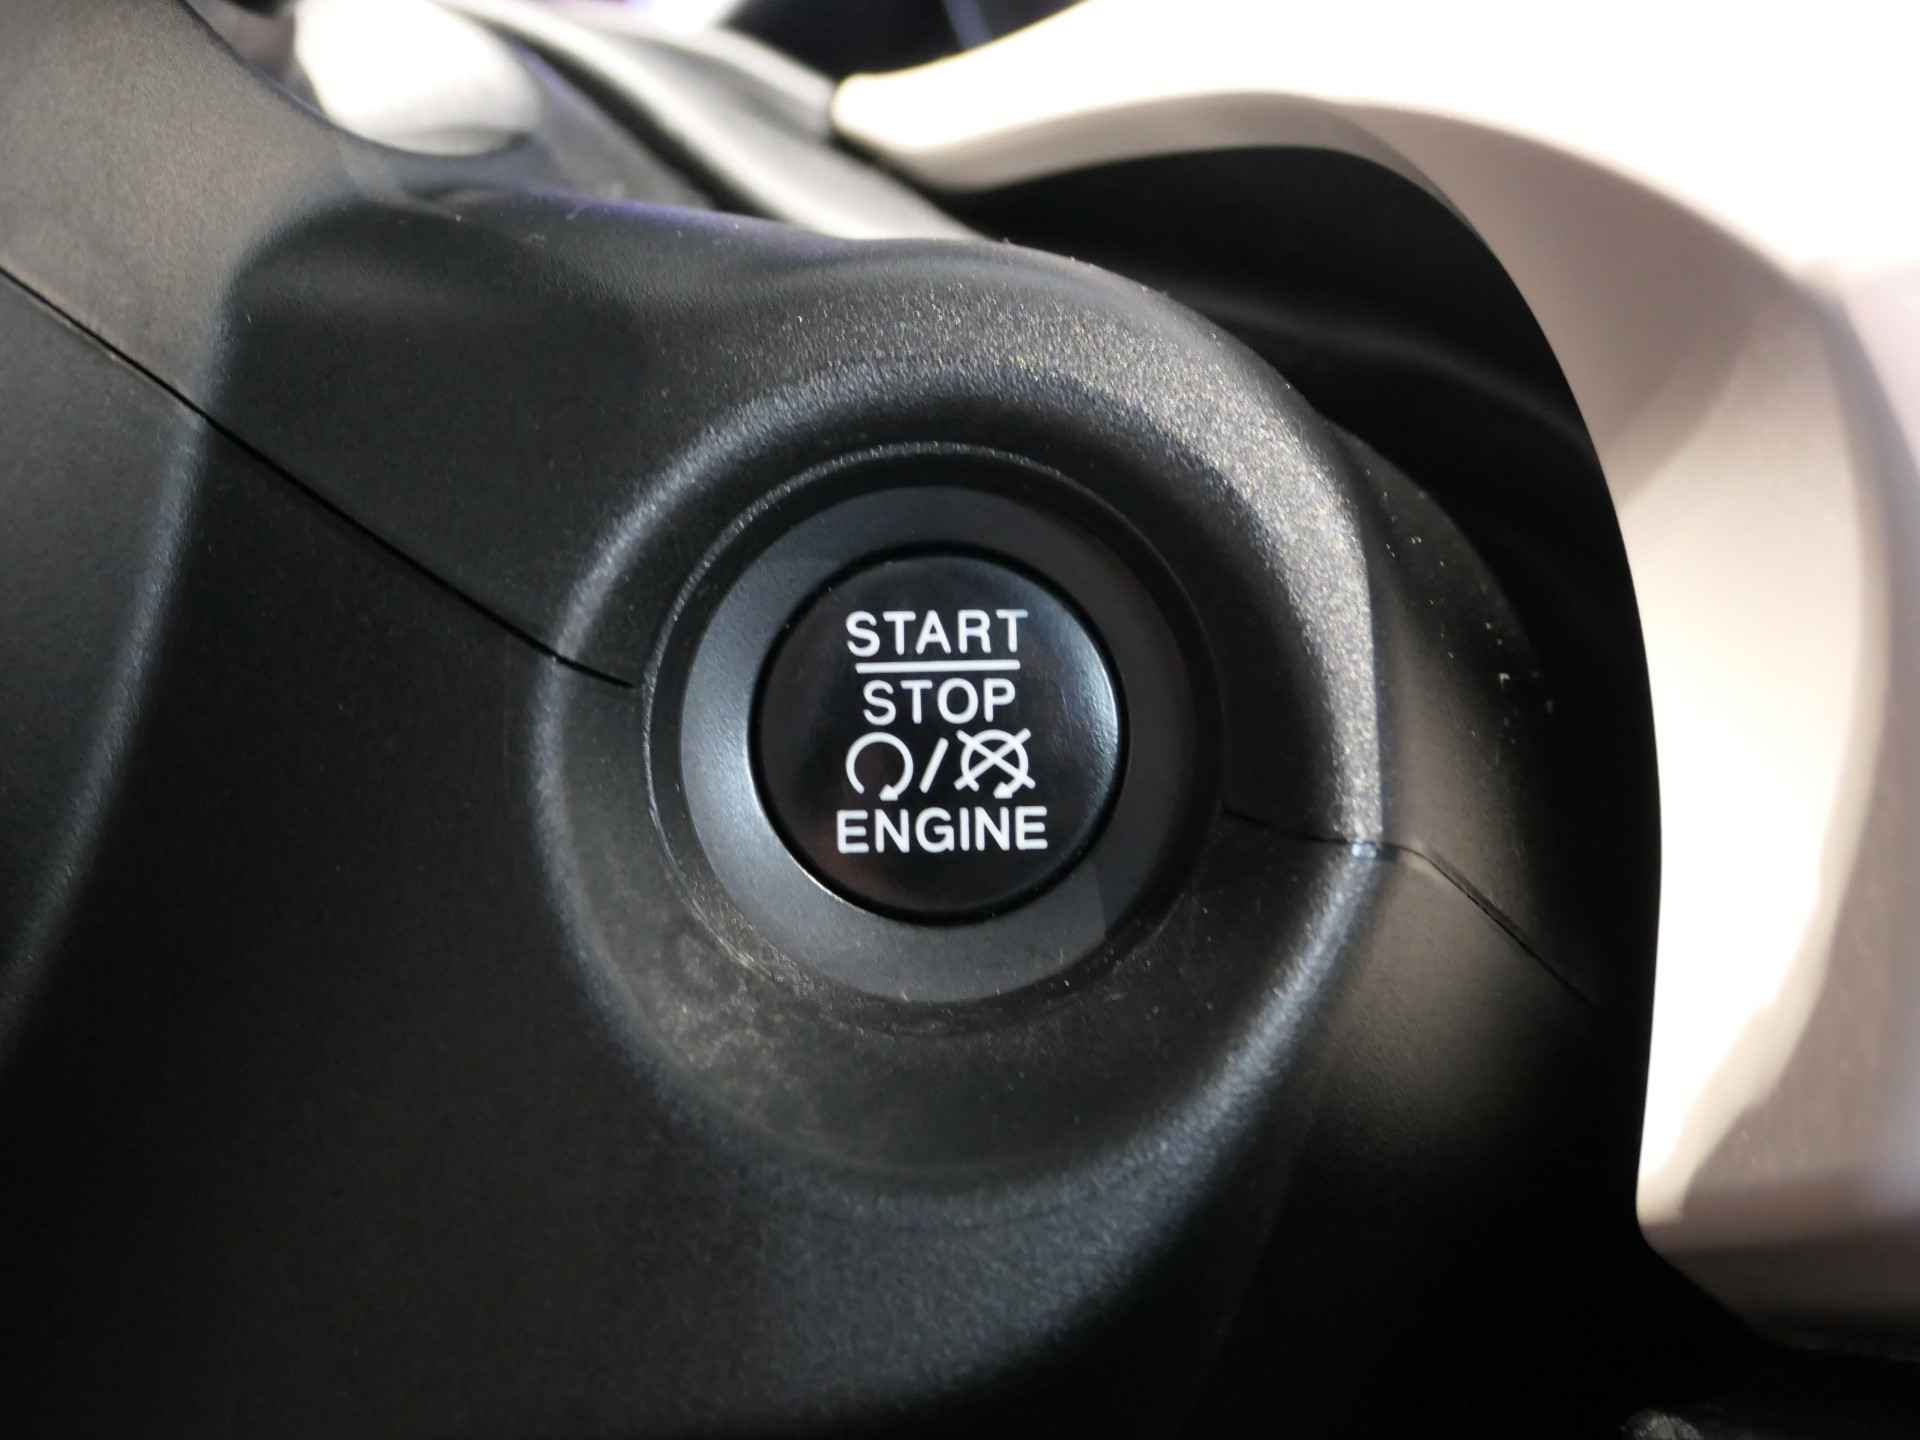 START
STOP
/
ENGINE